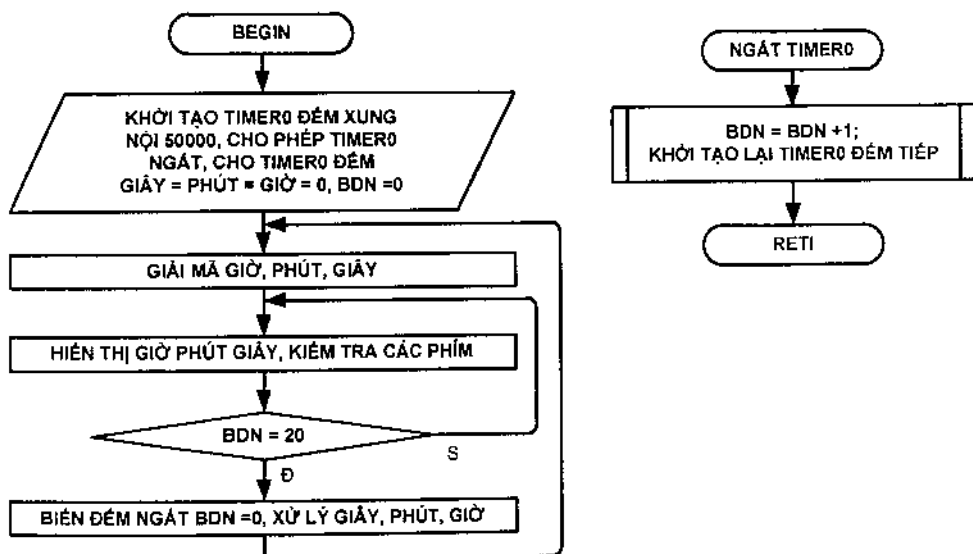 BEGIN
KHỞI TẠO TIMER0 ĐẾM XUNG
NỘI 50000, CHO PHÉP TIMER0
NGẮT, CHO TIMER0 ĐẾM
GIÂY = PHÚT = GIỜ = 0, BDN =0
GIẢI MÃ GIỜ, PHÚT, GIÂY
HIỂN THỊ GIỜ PHÚT GIÂY, KIỂM TRA CÁC PHÍM
BDN = 20
S
Đ
BIẾN ĐẾM NGẮT BDN =0, XỬ LÝ GIÂY, PHÚT, GIỜ
NGẮT TIMER0
BDN = BDN +1;
KHỞI TẠO LẠI TIMER0 ĐẾM TIẾP
RETI